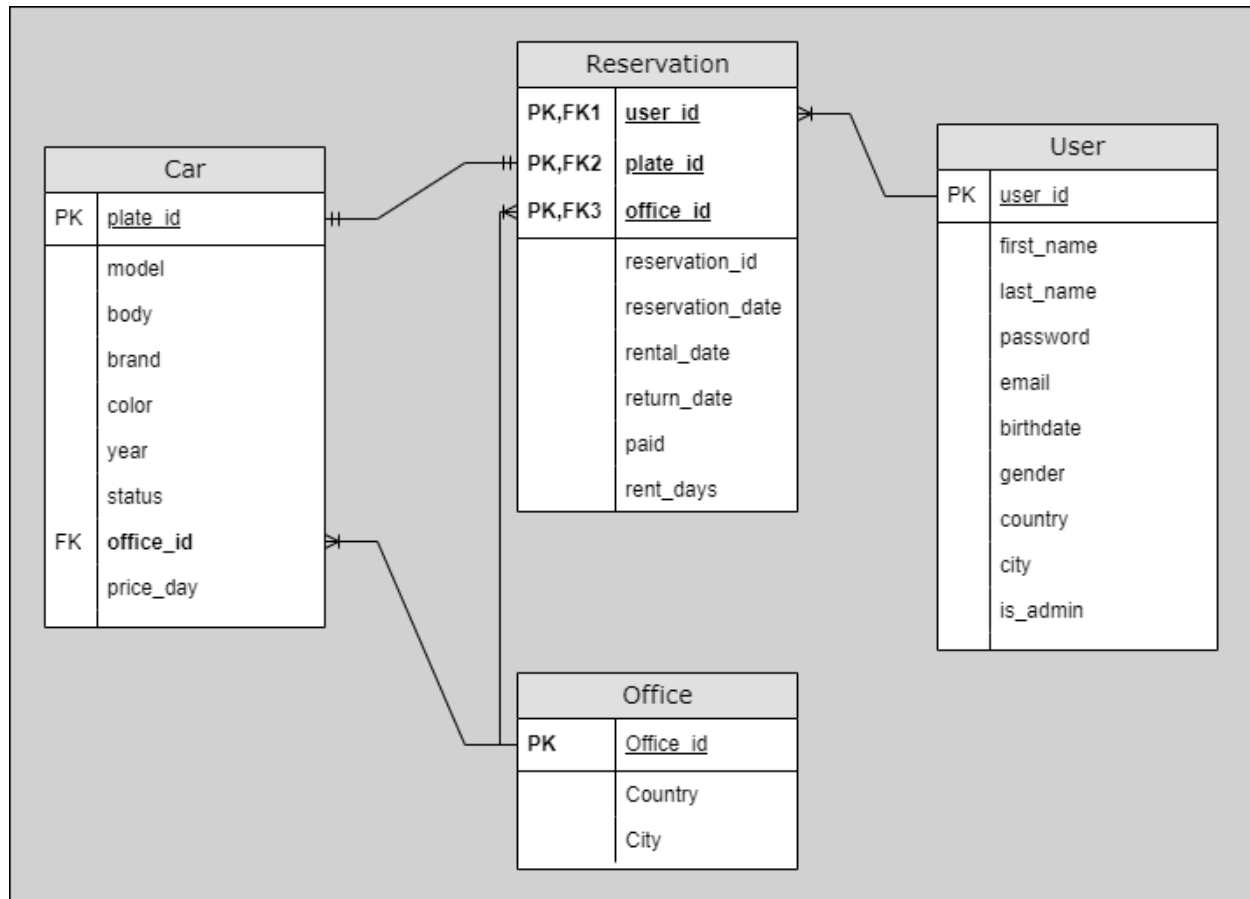 Reservation
PK,FK1 user_id
PK,FK2 plate_id
PK,FK3 office_id
reservation_id
reservation_date
rental_date
return_date
paid
rent_days
Car
PK plate_id
model
body
brand
color
year
status
FK office_id
price_day
User
PK user_id
first_name
last_name
password
email
birthdate
gender
country
city
is_admin
Office
PK Office_id
Country
City